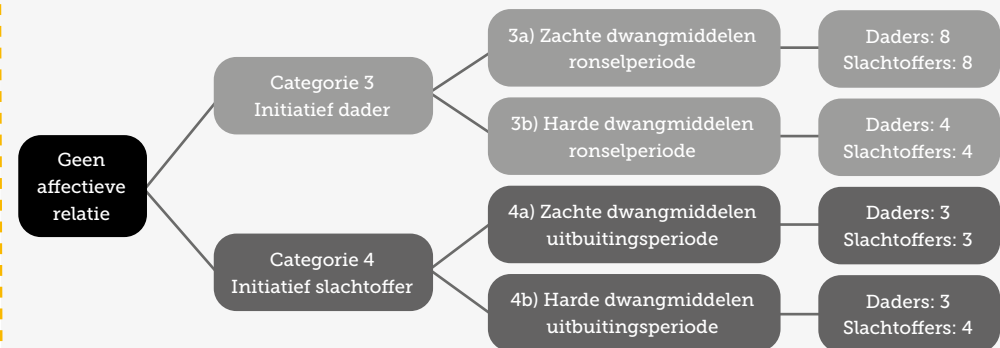 Geen
affectieve
relatie
Categorie 3
Initiatief dader
3a) Zachte dwangmiddelen
ronselperiode
Daders: 8
Slachtoffers: 8
3b) Harde dwangmiddelen
ronselperiode
Daders: 4
Slachtoffers: 4
Categorie 4
Initiatief slachtoffer
4a) Zachte dwangmiddelen
uitbuitingsperiode
Daders: 3
Slachtoffers: 3
4b) Harde dwangmiddelen
uitbuitingsperiode
Daders: 3
Slachtoffers: 4